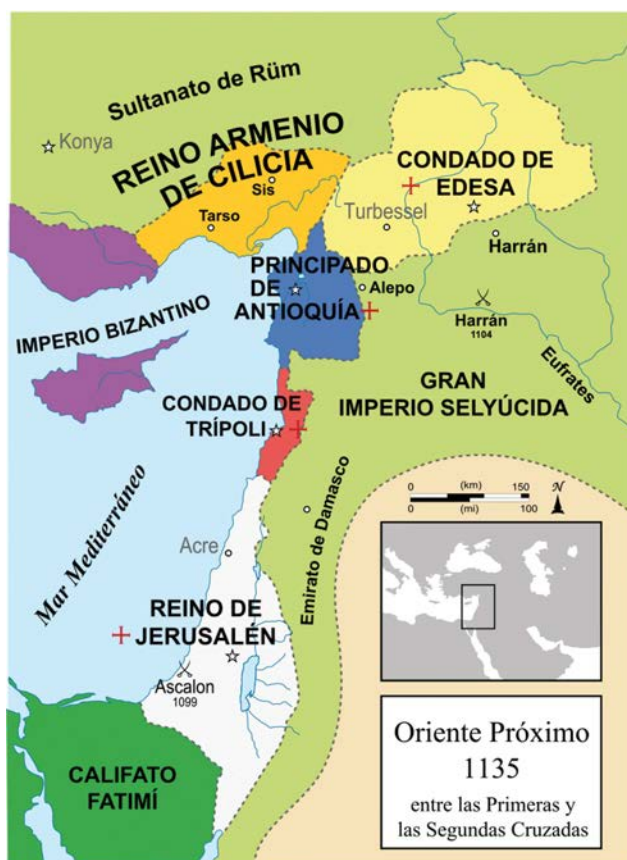 Sultanato de Rüm
Konya
REINO ARMENIO
DE CILICIA
Sis
Tarso
CONDADO DE
EDESA
Turbessel
Harrán
PRINCIPADO
DE
ANTIOQUÍA
Alepo
Harrán
1104
IMPERIO BIZANTINO
Eufrates
GRAN
IMPERIO SELYÚCIDA
CONDADO DE
TRÍPOLI
Emirato de Damasco
0 (km) 150
0 (mi) 100
N
Mar Mediterráneo
Acre
REINO DE
JERUSALÉN
Ascalon
1099
CALIFATO
FATIMÍ
Oriente Próximo
1135
entre las Primeras y
las Segundas Cruzadas